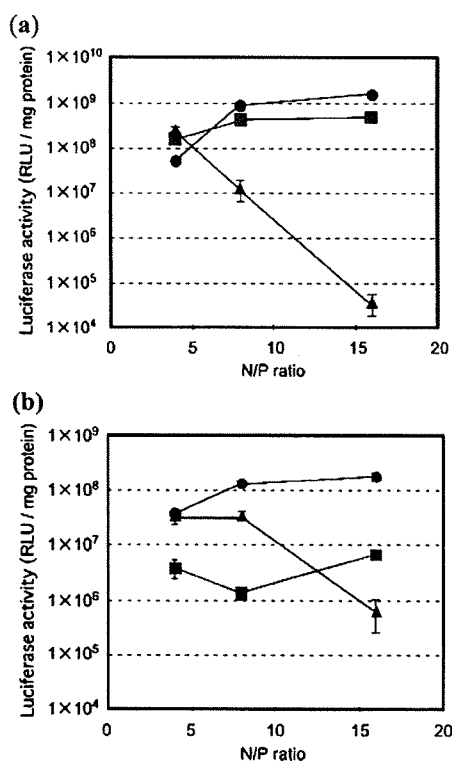 (a)
Luciferase activity (RLU / mg protein)
1×10¹⁰
1×10⁹
1×10⁸
1×10⁷
1×10⁶
1×10⁵
1×10⁴
0 5 10 15 20
N/P ratio
(b)
Luciferase activity (RLU / mg protein)
1×10⁹
1×10⁸
1×10⁷
1×10⁶
1×10⁵
1×10⁴
0 5 10 15 20
N/P ratio